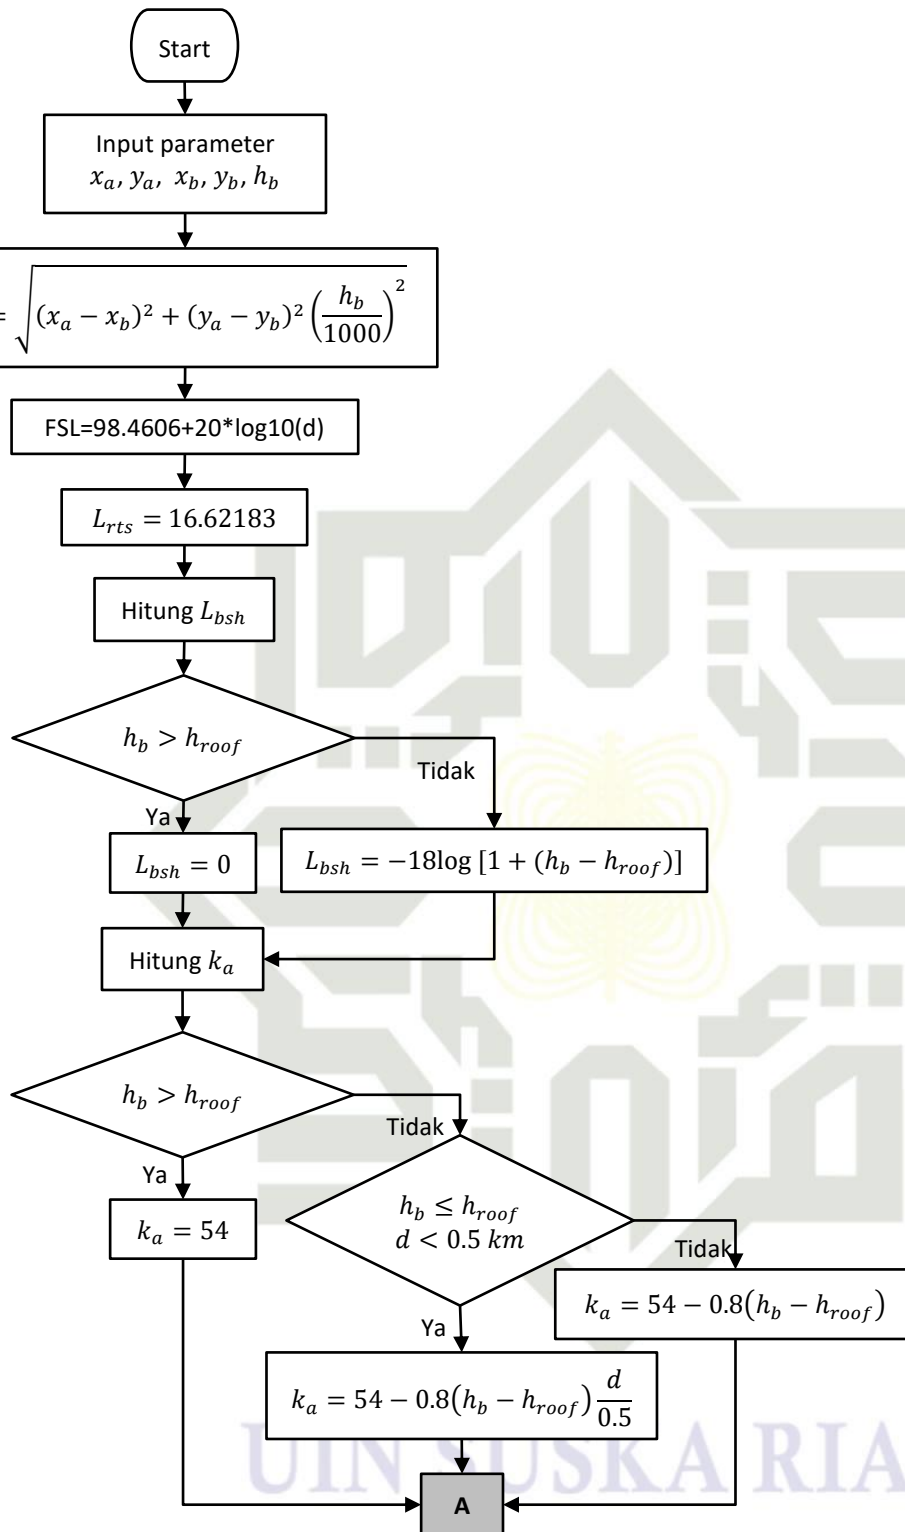 Start
Input parameter
x_a, y_a, x_b, y_b, h_b
= √((x_a − x_b)² + (y_a − y_b)² (h_b/1000)²)
FSL=98.4606+20*log10(d)
L_rts = 16.62183
Hitung L_bsh
h_b > h_roof
Tidak
Ya
L_bsh = 0
L_bsh = −18log [1 + (h_b − h_roof)]
Hitung k_a
h_b > h_roof
Tidak
Ya
k_a = 54
h_b ≤ h_roof
d < 0.5 km
Tidak
k_a = 54 − 0.8(h_b − h_roof)
Ya
k_a = 54 − 0.8(h_b − h_roof) d/0.5
UIN SUSKA RIA
A